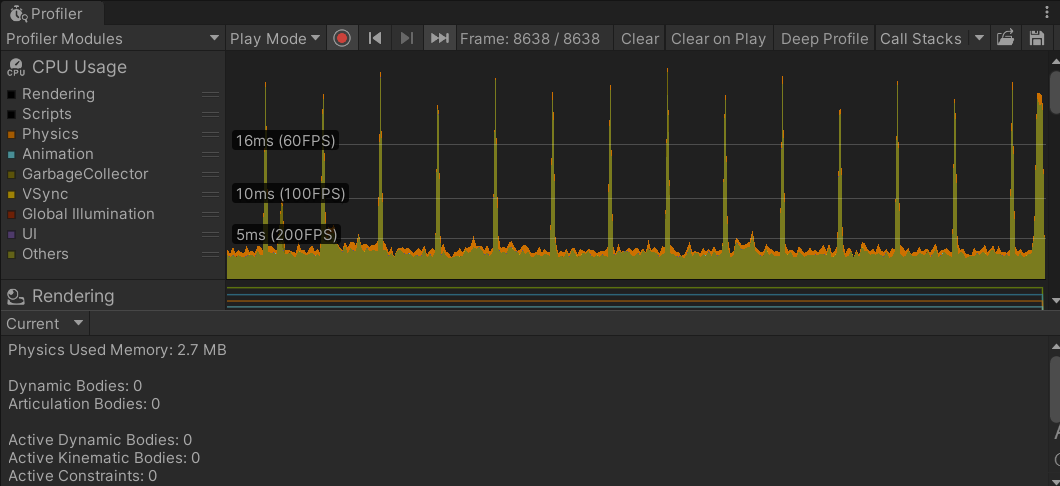 Profiler
Profiler Modules
Play Mode
Frame: 8638 / 8638
Clear
Clear on Play
Deep Profile
Call Stacks
CPU
CPU Usage
Rendering
Scripts
Physics
Animation
GarbageCollector
VSync
Global Illumination
UI
Others
16ms (60FPS)
10ms (100FPS)
5ms (200FPS)
Rendering
Current
Physics Used Memory: 2.7 MB
Dynamic Bodies: 0
Articulation Bodies: 0
Active Dynamic Bodies: 0
Active Kinematic Bodies: 0
Active Constraints: 0